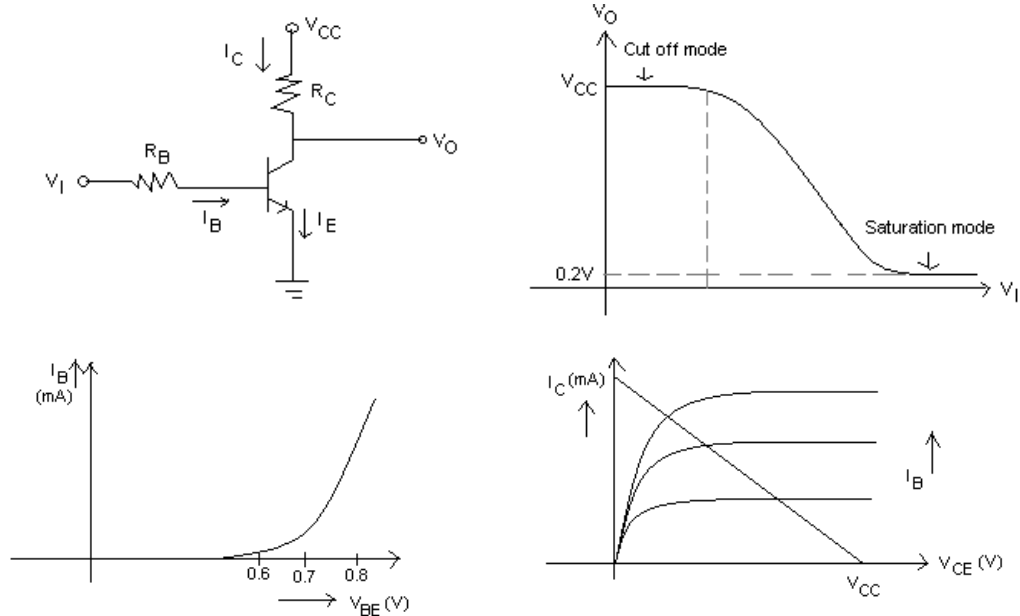 V_CC
I_C
R_C
V_O
R_B
V_I
I_B
I_E
V_O
Cut off mode
V_CC
Saturation mode
0.2V
V_I
I_B
(mA)
0.6 0.7 0.8
V_BE (V)
I_C (mA)
I_B
V_CC
V_CE (V)